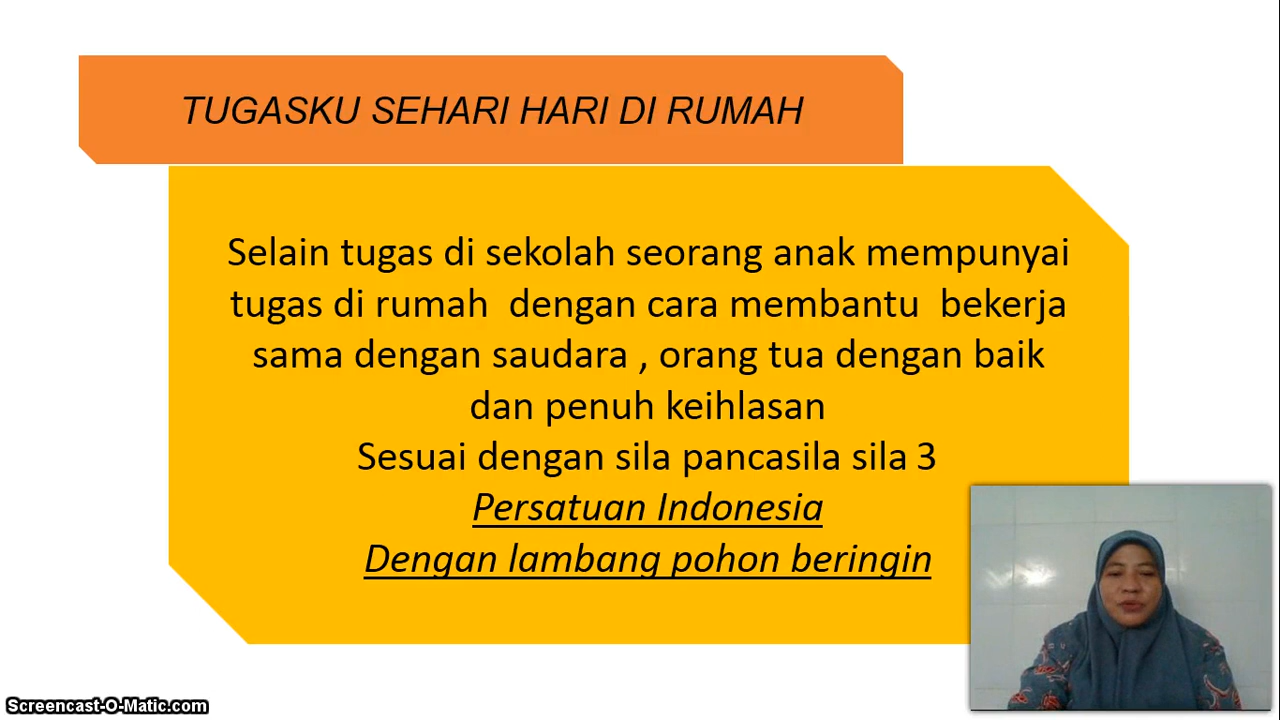 TUGASKU SEHARI HARI DI RUMAH
Selain tugas di sekolah seorang anak mempunyai
tugas di rumah dengan cara membantu bekerja
sama dengan saudara , orang tua dengan baik
dan penuh keihlasan
Sesuai dengan sila pancasila sila 3
Persatuan Indonesia
Dengan lambang pohon beringin
Screencast-O-Matic.com